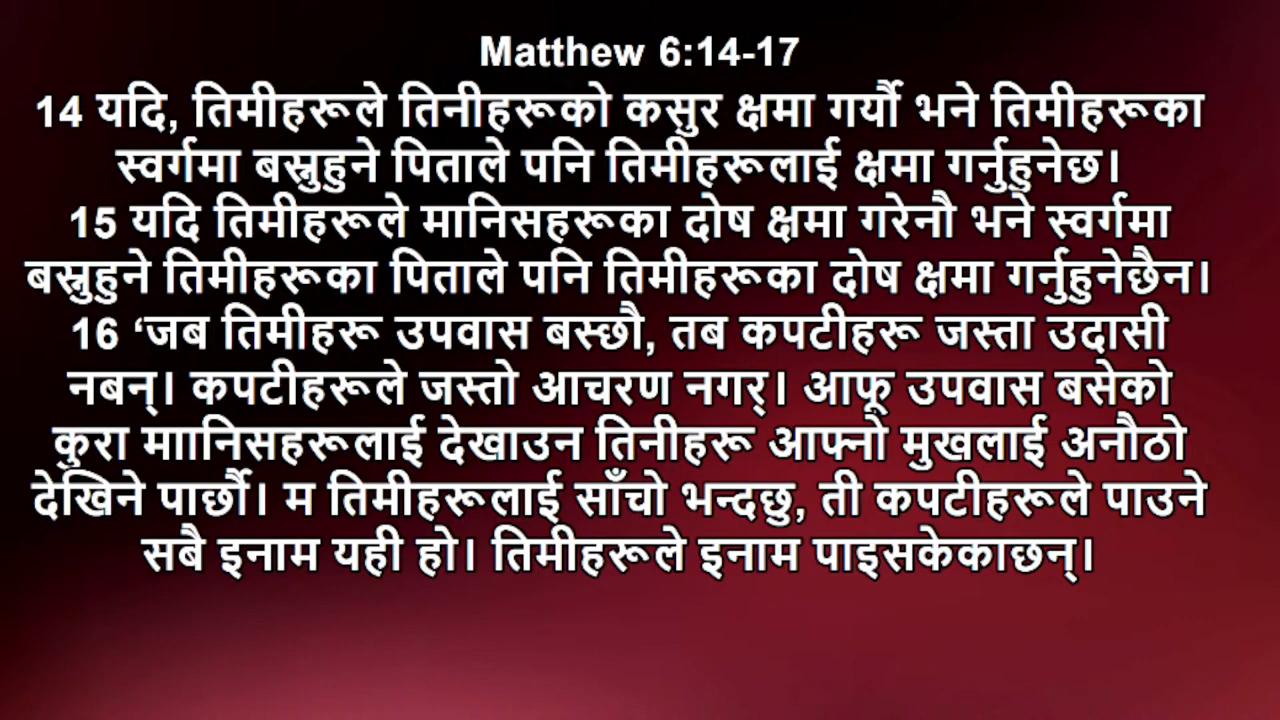 Matthew 6:14-17
14 यदि, तिमीहरूले तिनीहरूको कसुर क्षमा गर्यौ भने तिमीहरूका
स्वर्गमा बस्नुहुने पिताले पनि तिमीहरूलाई क्षमा गर्नुहुनेछ।
15 यदि तिमीहरूले मानिसहरूका दोष क्षमा गरेनौ भने स्वर्गमा
बस्नुहुने तिमीहरूका पिताले पनि तिमीहरूका दोष क्षमा गर्नुहुनेछैन।
16 ‘जब तिमीहरू उपवास बस्छौ, तब कपटीहरू जस्ता उदासी
नबन्। कपटीहरूले जस्तो आचरण नगर्। आफू उपवास बसेको
कुरा माानिसहरूलाई देखाउन तिनीहरू आफ्नो मुखलाई अनौठो
देखिने पार्छौ। म तिमीहरूलाई साँचो भन्दछु, ती कपटीहरूले पाउने
सबै इनाम यही हो। तिमीहरूले इनाम पाइसकेकाछन्।